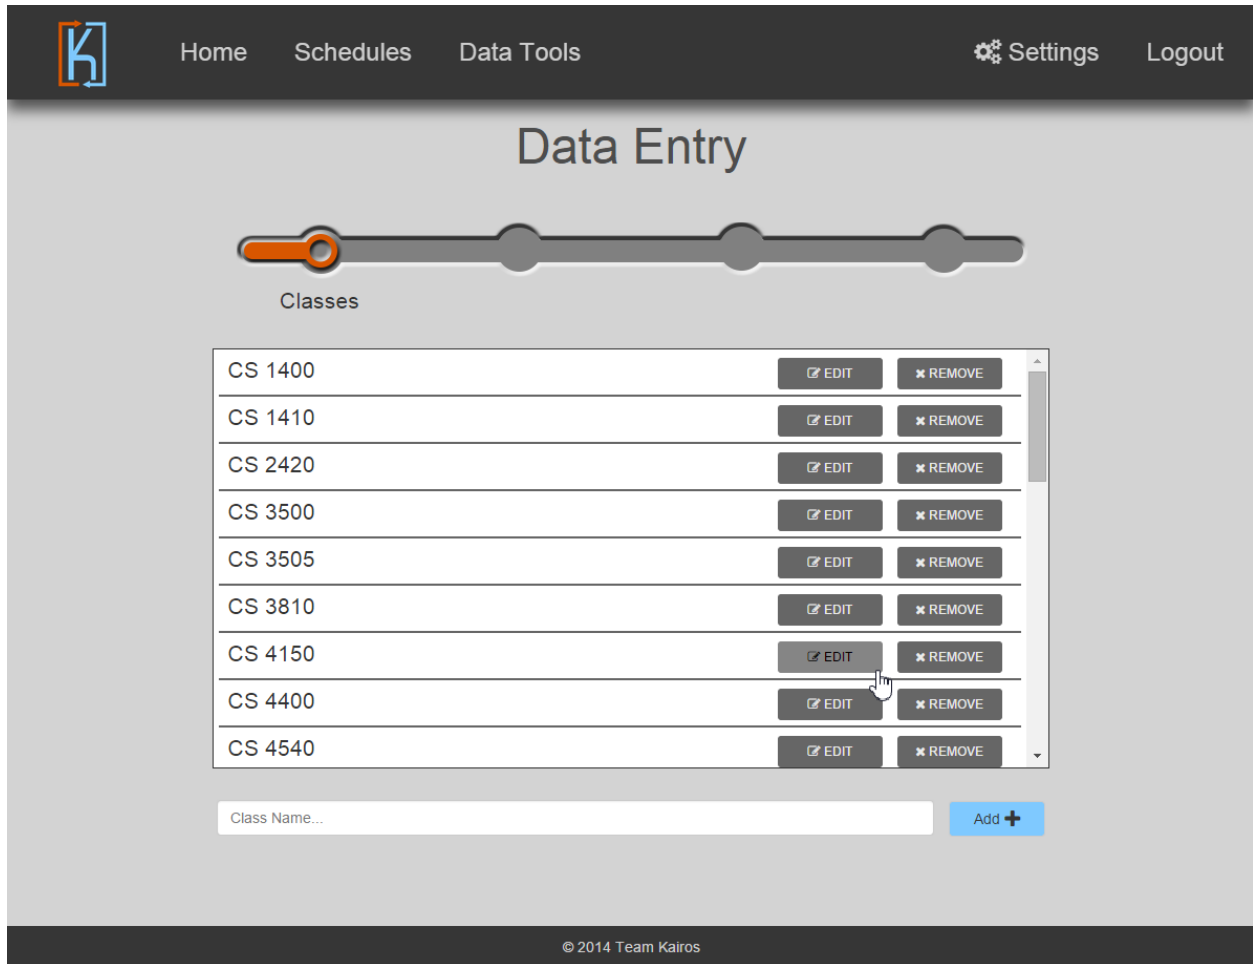 K Home Schedules Data Tools Settings Logout
Data Entry
Classes
CS 1400 EDIT REMOVE
CS 1410 EDIT REMOVE
CS 2420 EDIT REMOVE
CS 3500 EDIT REMOVE
CS 3505 EDIT REMOVE
CS 3810 EDIT REMOVE
CS 4150 EDIT REMOVE
CS 4400 EDIT REMOVE
CS 4540 EDIT REMOVE
Class Name... Add
© 2014 Team Kairos